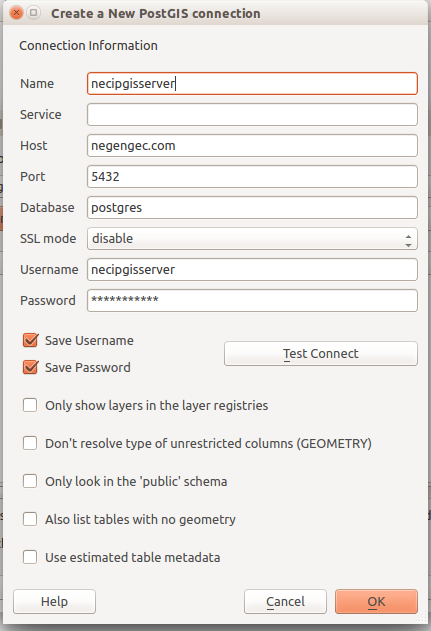 Create a New PostGIS connection
Connection Information
Name necipgisserver
Service
Host negengec.com
Port 5432
Database postgres
SSL mode disable
Username necipgisserver
Password ***********
Save Username
Save Password
Test Connect
Only show layers in the layer registries
Don't resolve type of unrestricted columns (GEOMETRY)
Only look in the 'public' schema
Also list tables with no geometry
Use estimated table metadata
Help Cancel OK